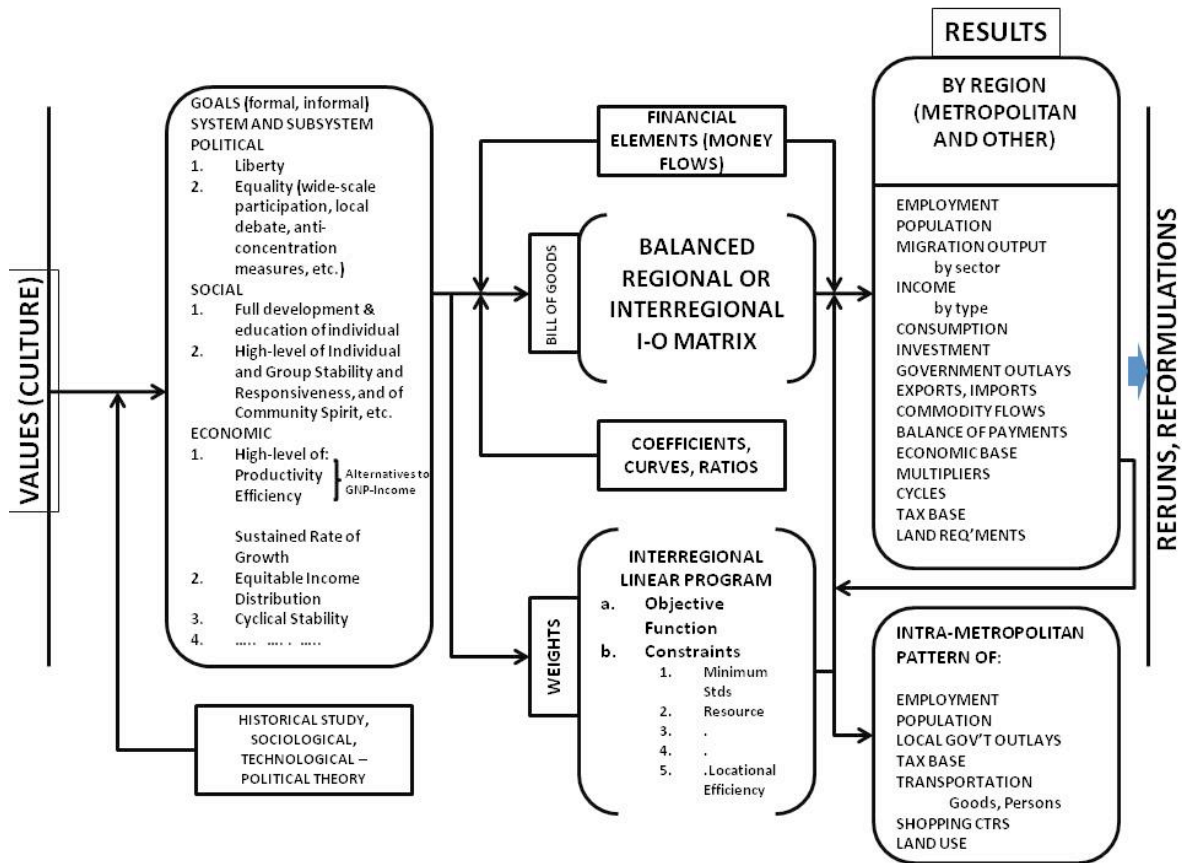 VALUES (CULTURE)
GOALS (formal, informal)
SYSTEM AND SUBSYSTEM
POLITICAL
1. Liberty
2. Equality (wide-scale
participation, local
debate, anti-
concentration
measures, etc.)
SOCIAL
1. Full development &
education of individual
2. High-level of Individual
and Group Stability and
Responsiveness, and of
Community Spirit, etc.
ECONOMIC
1. High-level of:
Productivity
Efficiency
Alternatives to
GNP-Income
Sustained Rate of
Growth
2. Equitable Income
Distribution
3. Cyclical Stability
4. ..... .... . .....
HISTORICAL STUDY,
SOCIOLOGICAL,
TECHNOLOGICAL –
POLITICAL THEORY
FINANCIAL
ELEMENTS (MONEY
FLOWS)
BILL OF GOODS
BALANCED
REGIONAL OR
INTERREGIONAL
I-O MATRIX
COEFFICIENTS,
CURVES, RATIOS
WEIGHTS
INTERREGIONAL
LINEAR PROGRAM
a. Objective
Function
b. Constraints
1. Minimum
Stds
2. Resource
3. .
4. .
5. .Locational
Efficiency
RESULTS
BY REGION
(METROPOLITAN
AND OTHER)
EMPLOYMENT
POPULATION
MIGRATION OUTPUT
by sector
INCOME
by type
CONSUMPTION
INVESTMENT
GOVERNMENT OUTLAYS
EXPORTS, IMPORTS
COMMODITY FLOWS
BALANCE OF PAYMENTS
ECONOMIC BASE
MULTIPLIERS
CYCLES
TAX BASE
LAND REQ'MENTS
INTRA-METROPOLITAN
PATTERN OF:
EMPLOYMENT
POPULATION
LOCAL GOV'T OUTLAYS
TAX BASE
TRANSPORTATION
Goods, Persons
SHOPPING CTRS
LAND USE
RERUNS, REFORMULATIONS